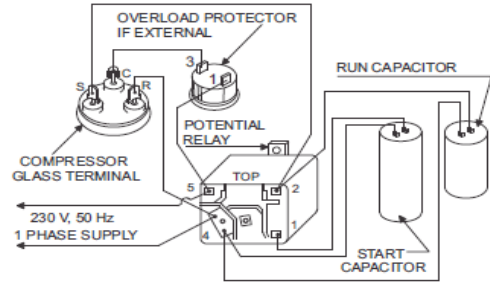 OVERLOAD PROTECTOR
IF EXTERNAL
3
1
C
S
R
RUN CAPACITOR
POTENTIAL
RELAY
COMPRESSOR
GLASS TERMINAL
TOP
5
2
230 V, 50 Hz
1 PHASE SUPPLY
4
1
START
CAPACITOR